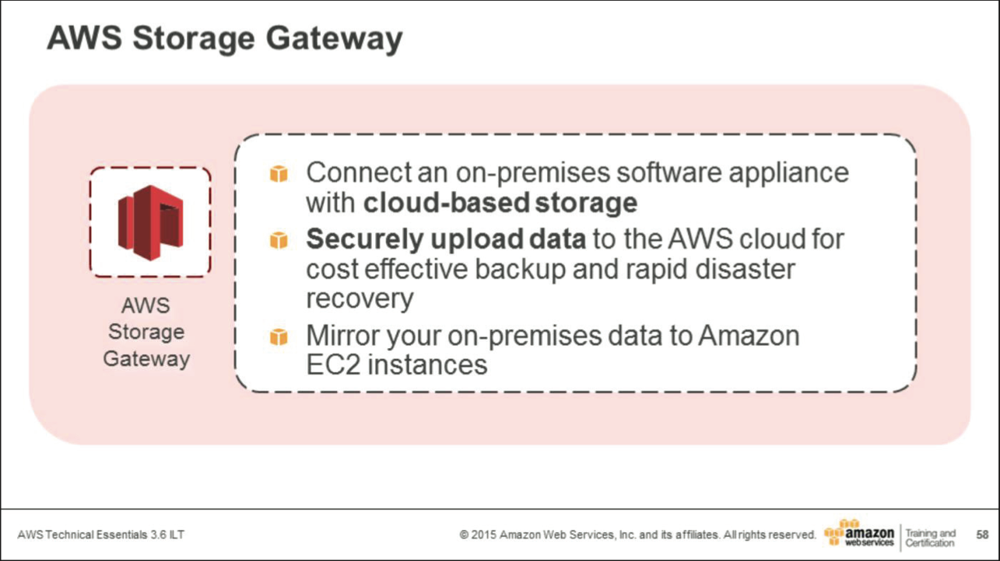 AWS Storage Gateway
Connect an on-premises software appliance
with cloud-based storage
Securely upload data to the AWS cloud for
cost effective backup and rapid disaster
recovery
Mirror your on-premises data to Amazon
EC2 instances
AWS
Storage
Gateway
AWS Technical Essentials 3.6 ILT
© 2015 Amazon Web Services, Inc. and its affiliates. All rights reserved.
amazon
webservices
Training and
Certification
58